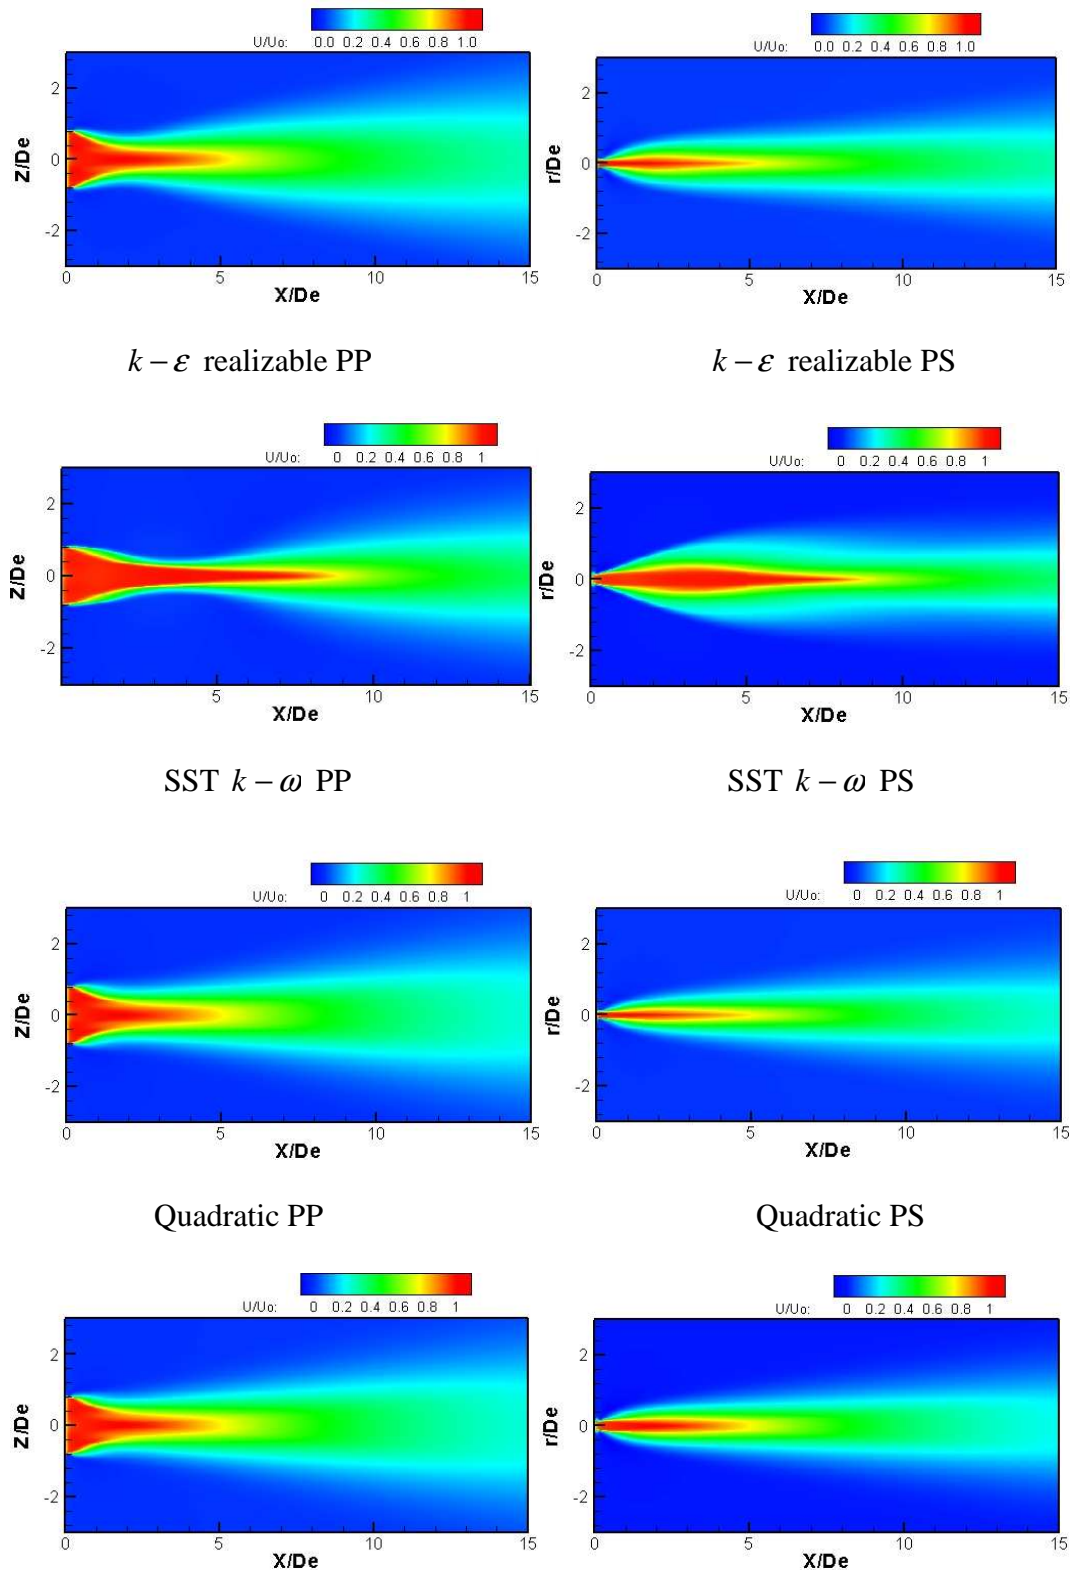 U/Uo: 0.0 0.2 0.4 0.6 0.8 1.0
Z/De
2
0
-2
0 5 10 15
X/De
U/Uo: 0.0 0.2 0.4 0.6 0.8 1.0
r/De
2
0
-2
0 5 10 15
X/De
k − ε realizable PP
k − ε realizable PS
U/Uo: 0 0.2 0.4 0.6 0.8 1
Z/De
2
0
-2
5 10 15
X/De
U/Uo: 0 0.2 0.4 0.6 0.8 1
r/De
2
0
-2
0 5 10 15
X/De
SST k − ω PP
SST k − ω PS
U/Uo: 0 0.2 0.4 0.6 0.8 1
Z/De
2
0
-2
0 5 10 15
X/De
U/Uo: 0 0.2 0.4 0.6 0.8 1
r/De
2
0
-2
0 5 10 15
X/De
Quadratic PP
Quadratic PS
U/Uo: 0 0.2 0.4 0.6 0.8 1
Z/De
2
0
-2
0 5 10 15
X/De
U/Uo: 0 0.2 0.4 0.6 0.8 1
r/De
2
0
-2
0 5 10 15
X/De